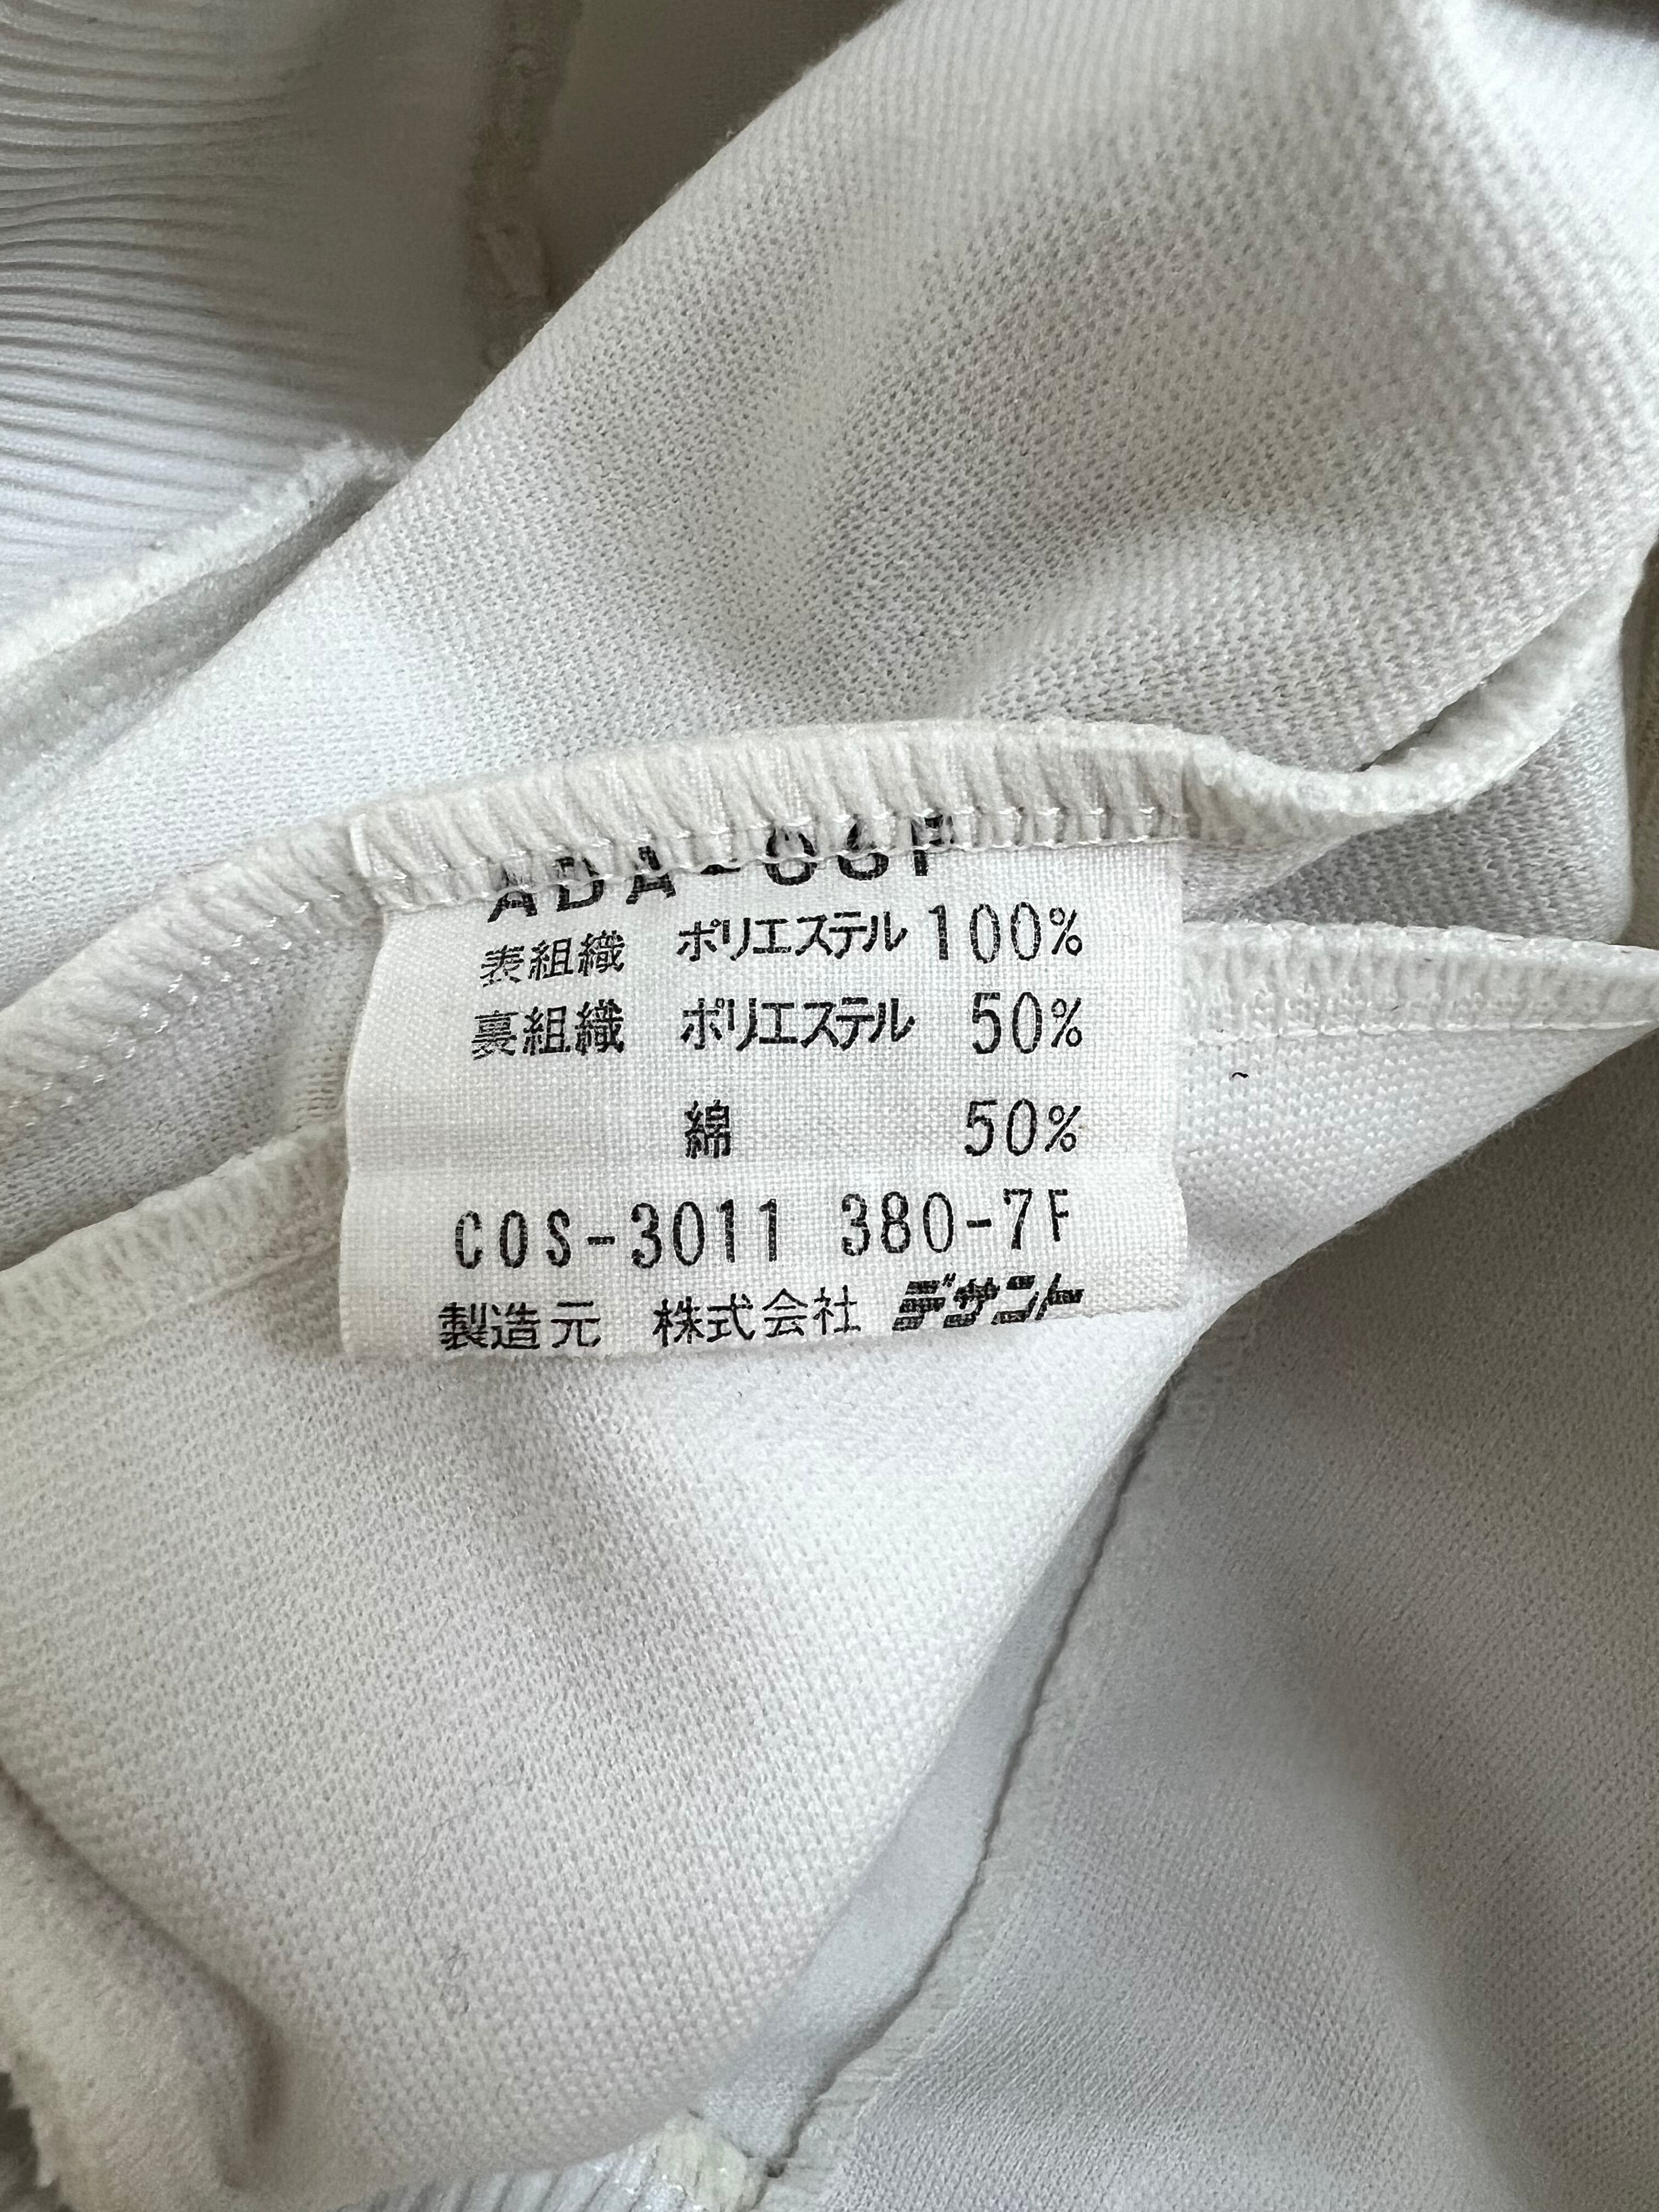 表組織 ポリエステル 100%
裏組織 ポリエステル 50%
綿 50%
COS-3011 380-7F
製造元 株式会社 デサント